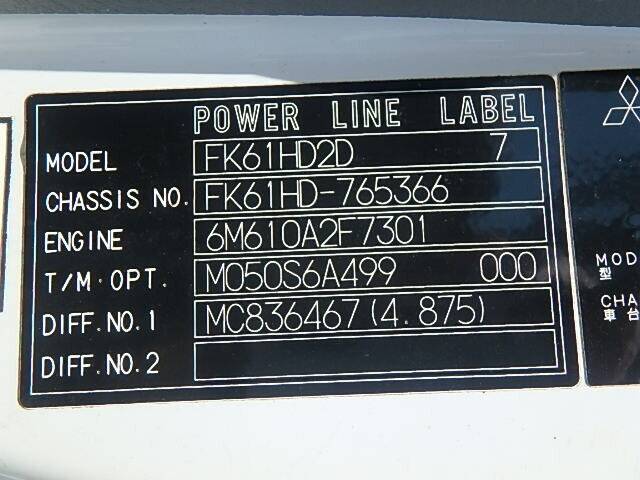 POWER LINE LABEL
MODEL FK61HD2D 7
CHASSIS NO. FK61HD-765366
ENGINE 6M610A2F7301
T/M·OPT. M050S6A499 000
DIFF.NO.1 MC836467(4.875)
DIFF.NO.2
MOD
型
CHA
車台